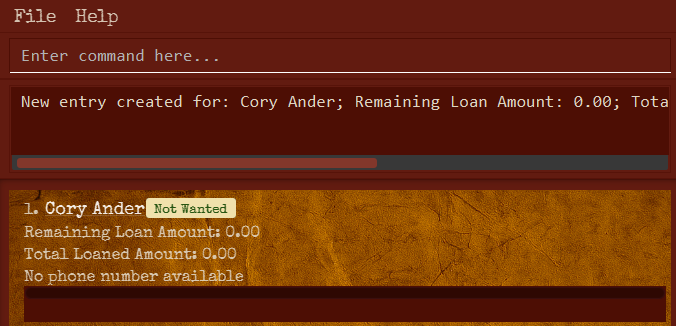 File Help
Enter command here...
New entry created for: Cory Ander; Remaining Loan Amount: 0.00; Tota
1. Cory Ander Not Wanted
Remaining Loan Amount: 0.00
Total Loaned Amount: 0.00
No phone number available